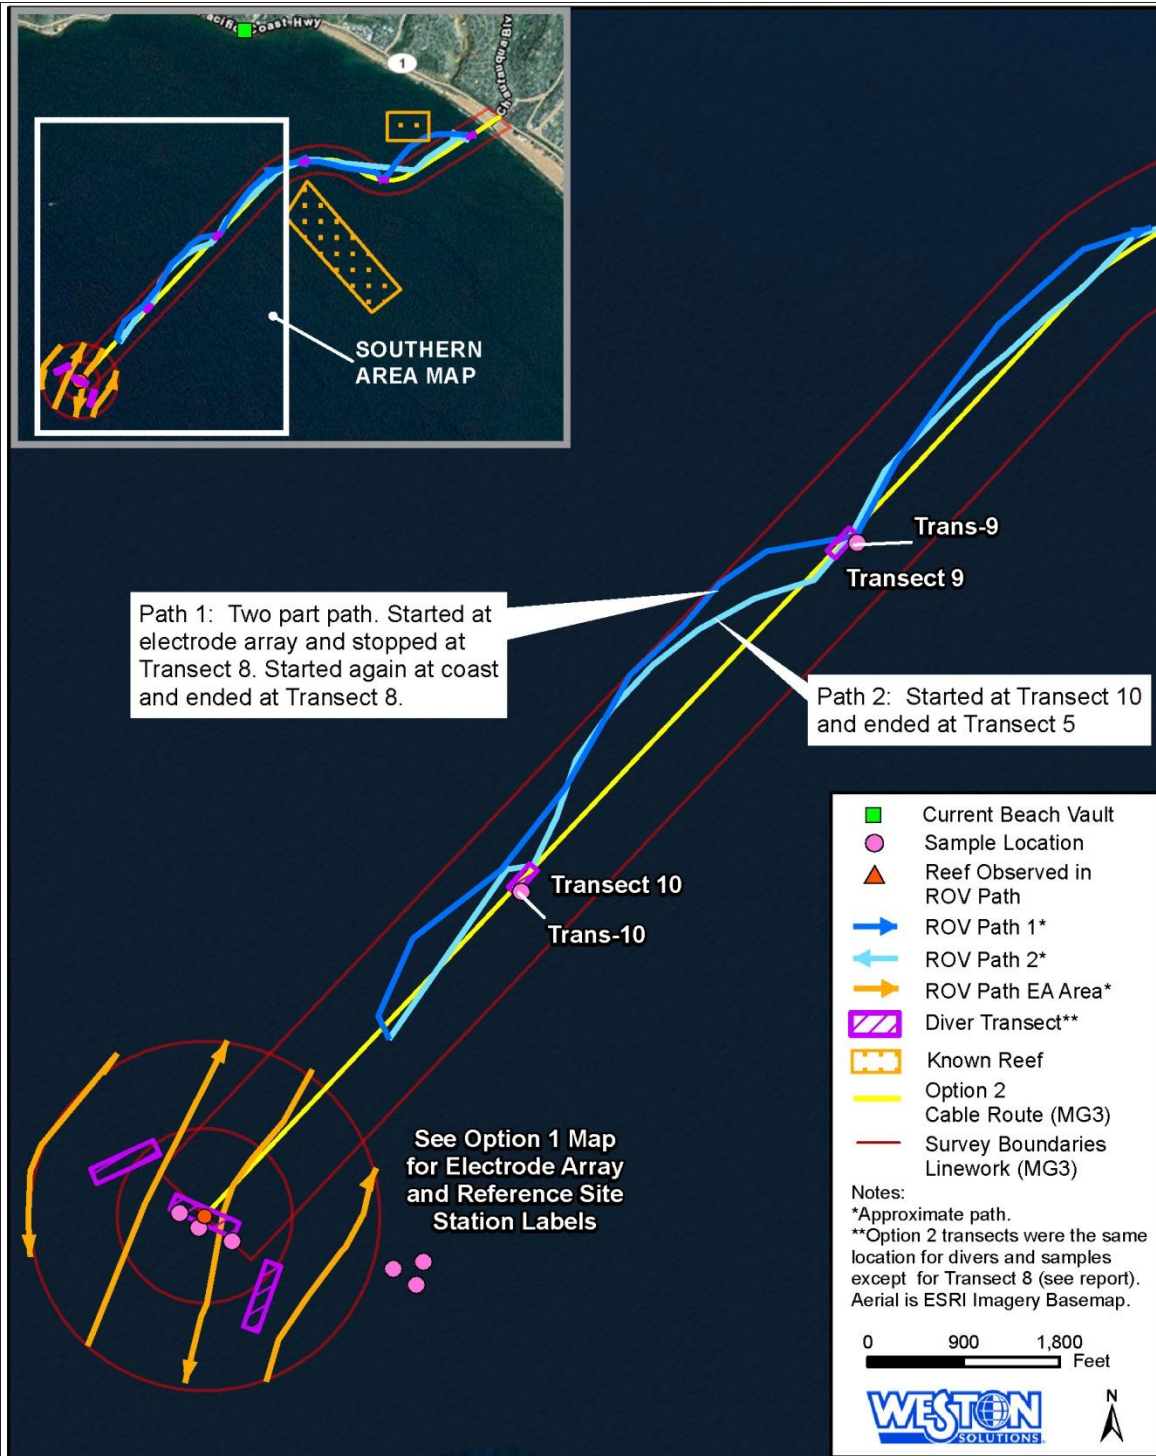 Pacific Coast Hwy
1
Chautauqua Blvd
SOUTHERN
AREA MAP
Trans-9
Transect 9
Path 1: Two part path. Started at
electrode array and stopped at
Transect 8. Started again at coast
and ended at Transect 8.
Path 2: Started at Transect 10
and ended at Transect 5
Transect 10
Trans-10
See Option 1 Map
for Electrode Array
and Reference Site
Station Labels
Current Beach Vault
Sample Location
Reef Observed in
ROV Path
ROV Path 1*
ROV Path 2*
ROV Path EA Area*
Diver Transect**
Known Reef
Option 2
Cable Route (MG3)
Survey Boundaries
Linework (MG3)
Notes:
*Approximate path.
**Option 2 transects were the same
location for divers and samples
except for Transect 8 (see report).
Aerial is ESRI Imagery Basemap.
0 900 1,800
Feet
WESTON
SOLUTIONS
N